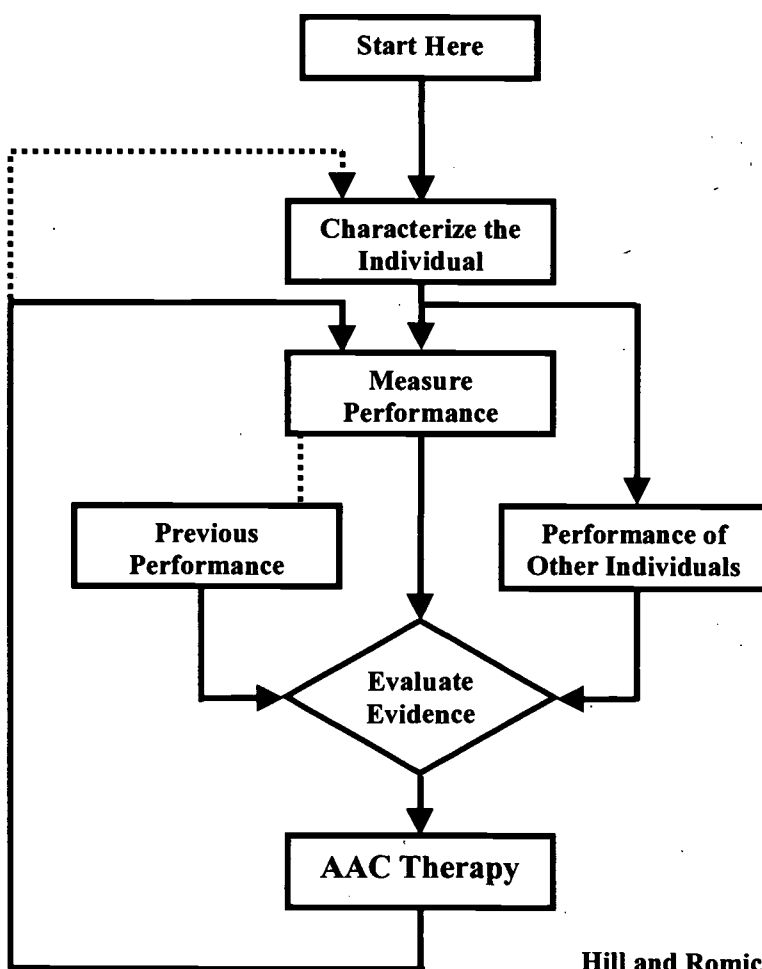 Start Here
Characterize the
Individual
Measure
Performance
Previous
Performance
Performance of
Other Individuals
Evaluate
Evidence
AAC Therapy
Hill and Romic